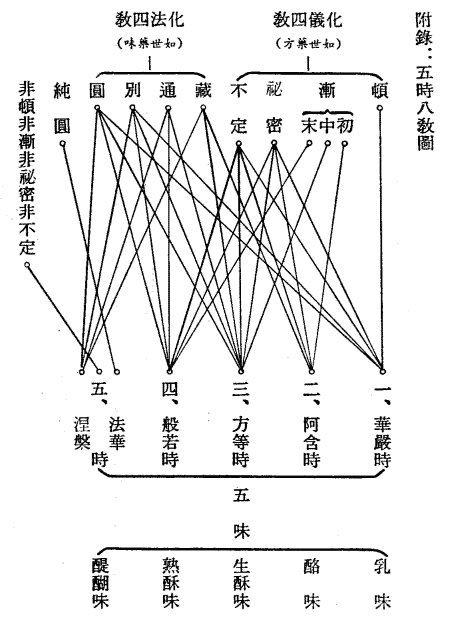 附錄：五時八教圖
化儀四教
（如世藥方）
化法四教
（如世藥味）
頓
漸
初
中
末
祕密
不定
藏
通
別
圓
純圓
非頓非漸非祕密非不定
一、華嚴時
二、阿含時
三、方等時
四、般若時
五、法華涅槃時
五味
乳味
酪味
生酥味
熟酥味
醍醐味